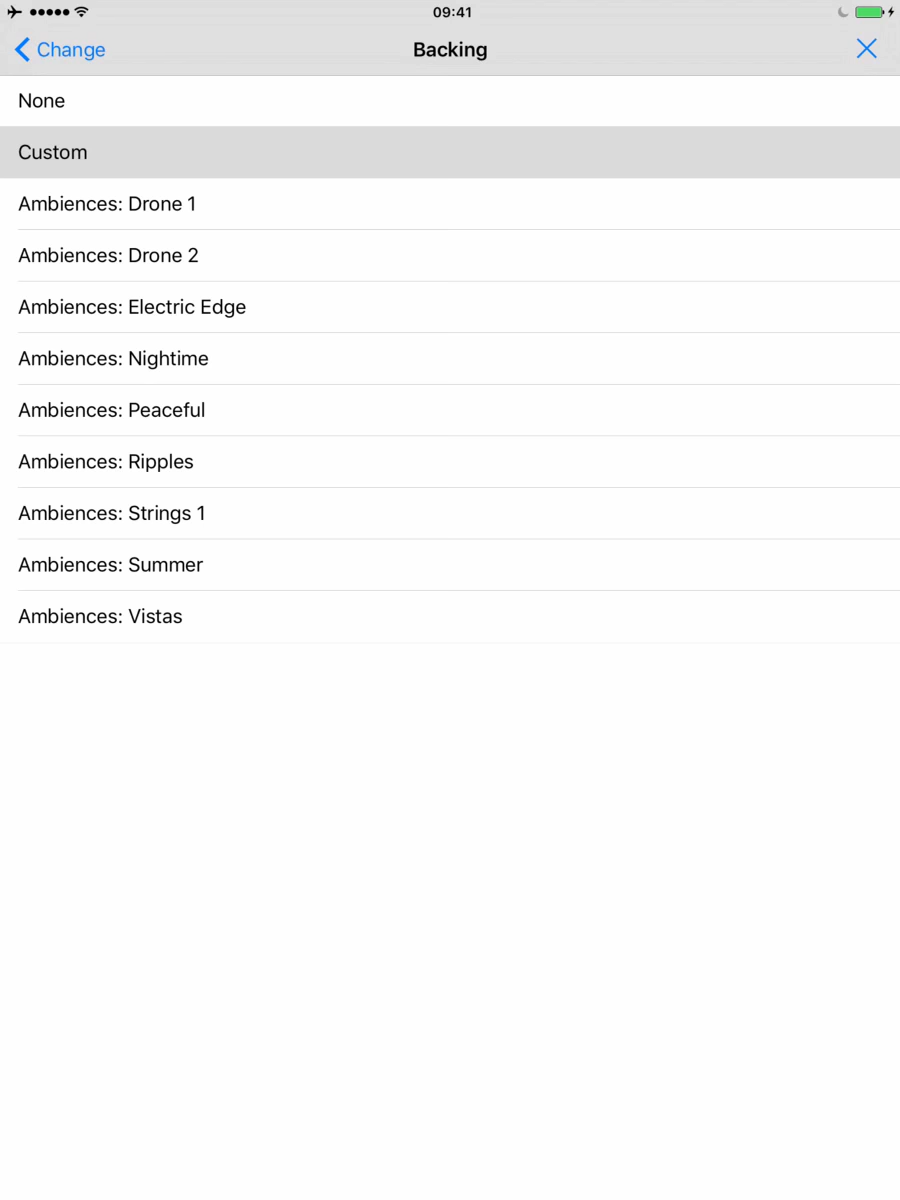 09:41
Change
Backing
None
Custom
Ambiences: Drone 1
Ambiences: Drone 2
Ambiences: Electric Edge
Ambiences: Nightime
Ambiences: Peaceful
Ambiences: Ripples
Ambiences: Strings 1
Ambiences: Summer
Ambiences: Vistas